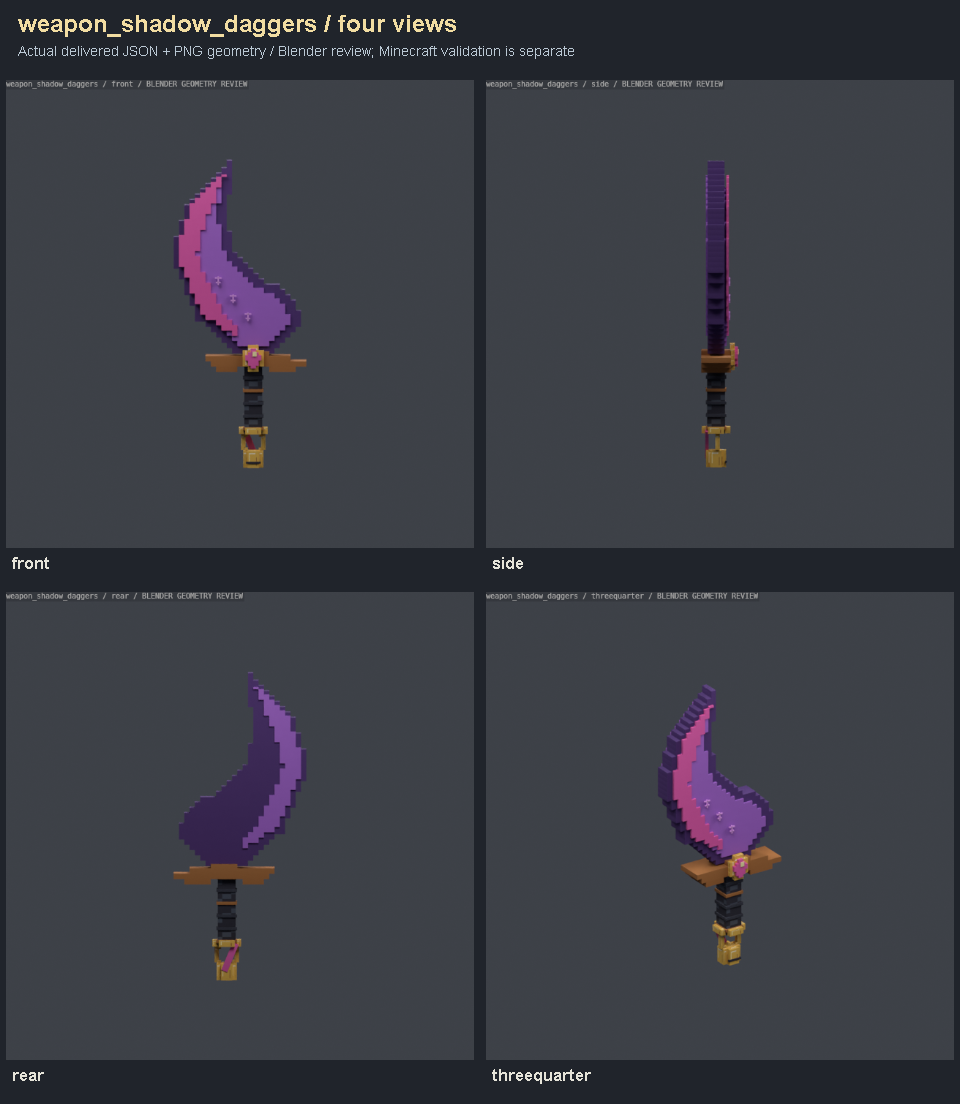 weapon_shadow_daggers / four views
Actual delivered JSON + PNG geometry / Blender review; Minecraft validation is separate
weapon_shadow_daggers / front / BLENDER GEOMETRY REVIEW
weapon_shadow_daggers / side / BLENDER GEOMETRY REVIEW
front
side
weapon_shadow_daggers / rear / BLENDER GEOMETRY REVIEW
weapon_shadow_daggers / threequarter / BLENDER GEOMETRY REVIEW
rear
threequarter